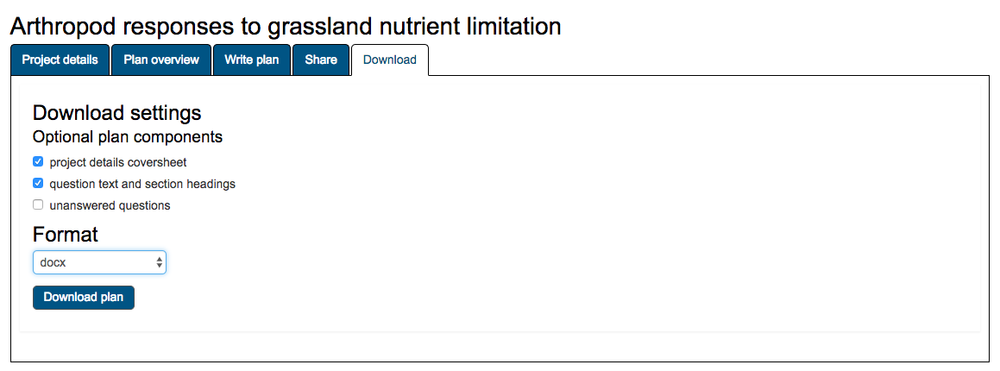 Arthropod responses to grassland nutrient limitation
Project details Plan overview Write plan Share Download
Download settings
Optional plan components
project details coversheet
question text and section headings
unanswered questions
Format
docx
Download plan